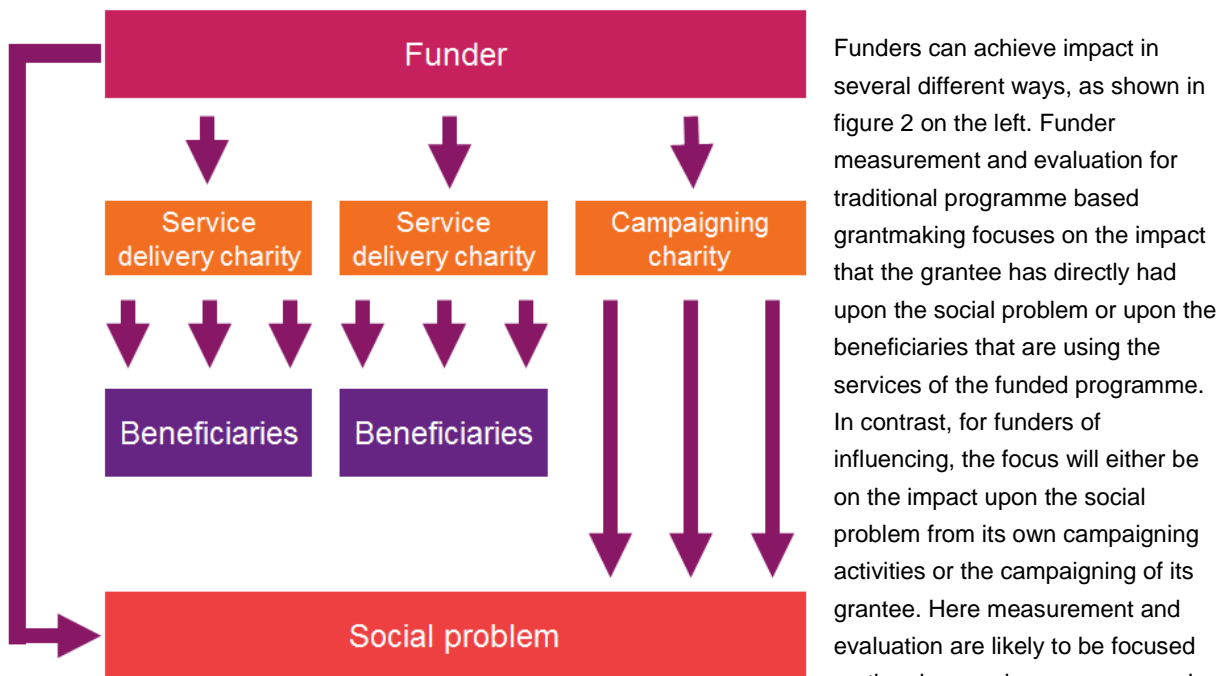 Funder
Service
delivery charity
Service
delivery charity
Campaigning
charity
Beneficiaries
Beneficiaries
Social problem
Funders can achieve impact in
several different ways, as shown in
figure 2 on the left. Funder
measurement and evaluation for
traditional programme based
grantmaking focuses on the impact
that the grantee has directly had
upon the social problem or upon the
beneficiaries that are using the
services of the funded programme.
In contrast, for funders of
influencing, the focus will either be
on the impact upon the social
problem from its own campaigning
activities or the campaigning of its
grantee. Here measurement and
evaluation are likely to be focused